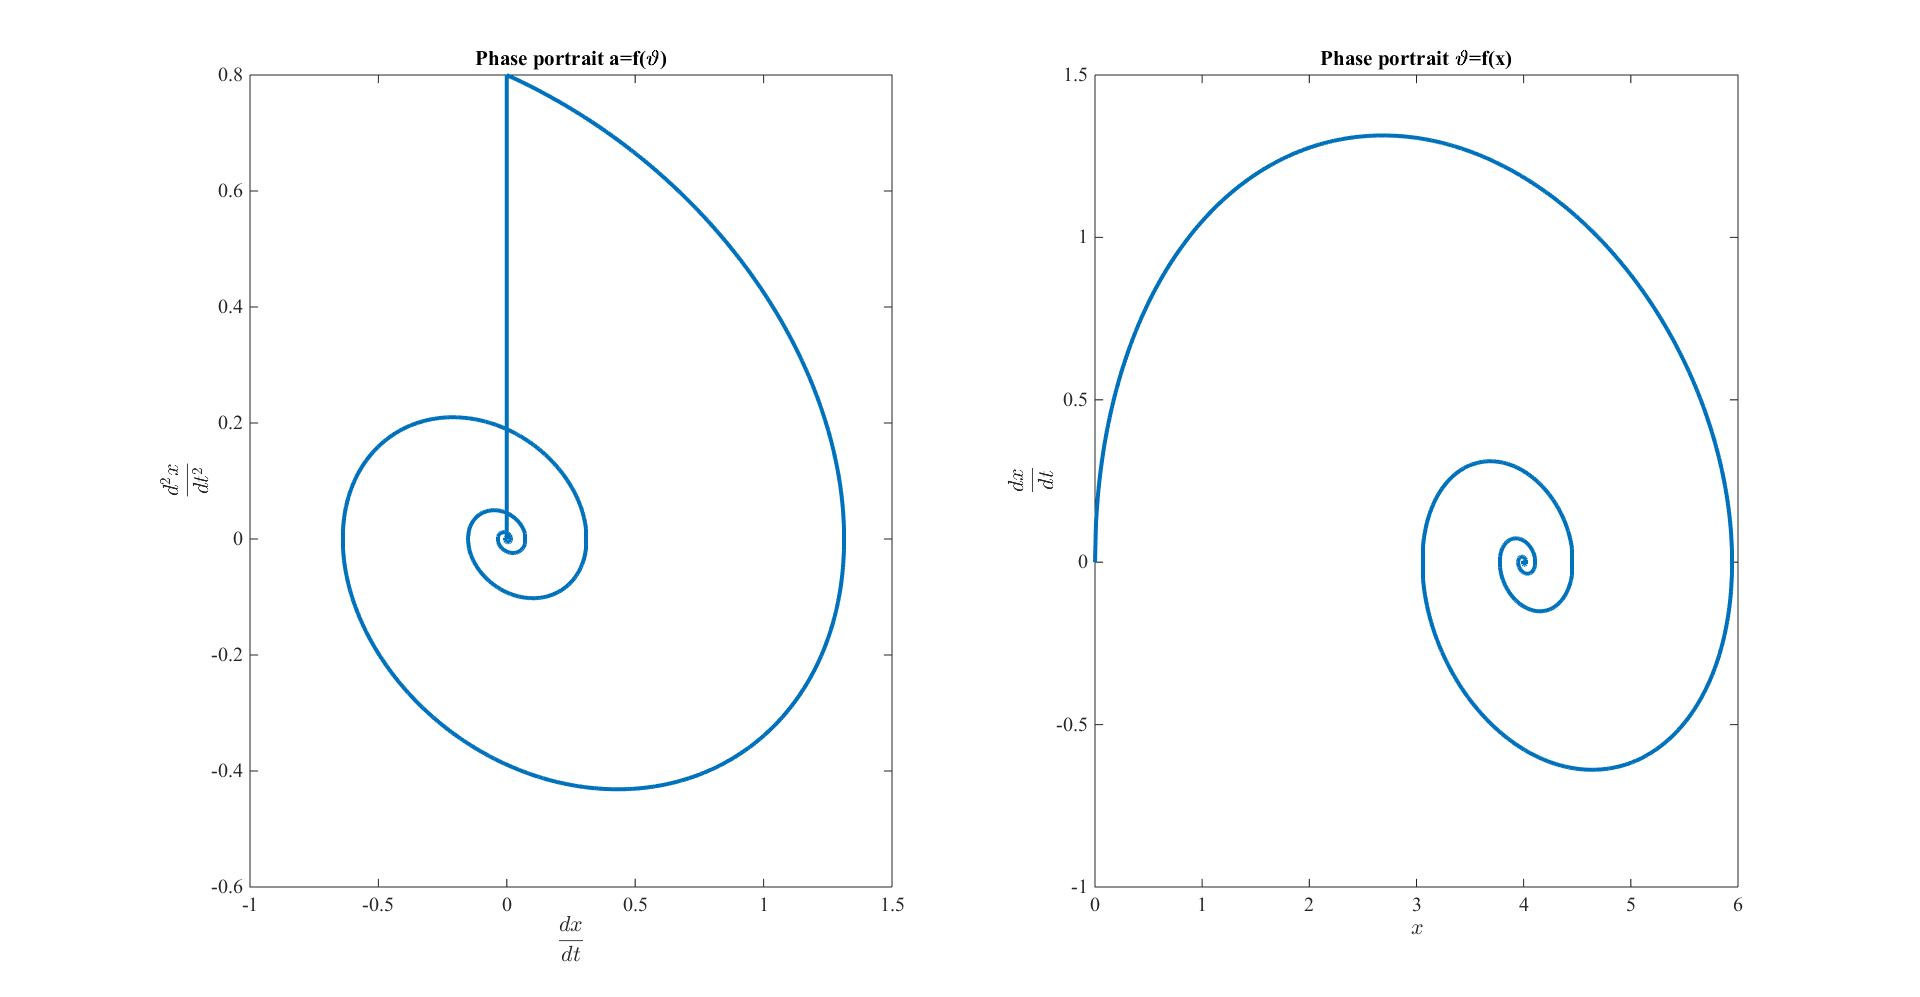 Phase portrait a=f(ϑ)
0.8
0.6
0.4
0.2
0
-0.2
-0.4
-0.6
d²x
dt²
-1 -0.5 0 0.5 1 1.5
dx
dt
Phase portrait ϑ=f(x)
1.5
1
0.5
0
-0.5
-1
dx
dt
0 1 2 3 4 5 6
x